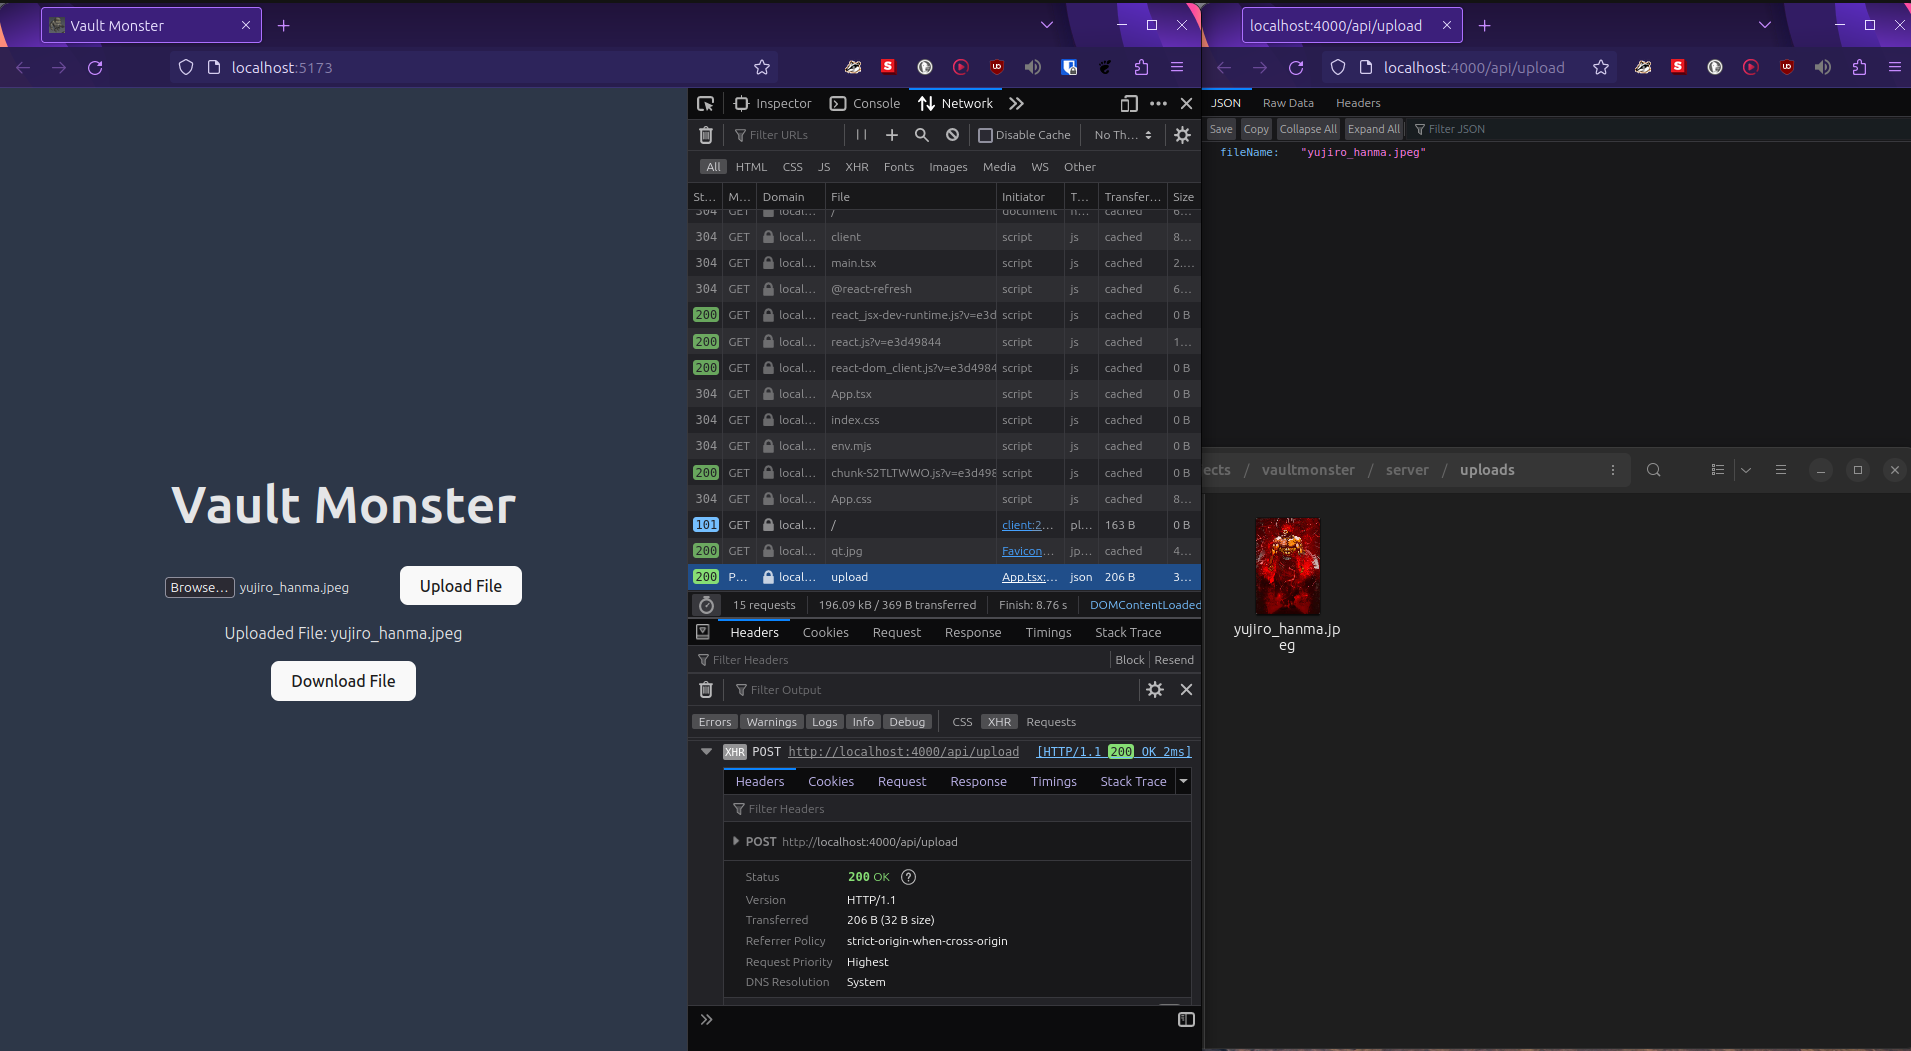 Vault Monster
localhost:5173
Inspector
Console
Network
Filter URLs
Disable Cache
No Th...
All HTML CSS JS XHR Fonts Images Media WS Other
St... M... Domain File Initiator T... Transfer... Size
304 GET local... / document cached 6...
304 GET local... client script js cached 8...
304 GET local... main.tsx script js cached 2....
304 GET local... @react-refresh script js cached 6...
200 GET local... react_jsx-dev-runtime.js?v=e3d script js cached 0 B
200 GET local... react.js?v=e3d49844 script js cached 1...
200 GET local... react-dom_client.js?v=e3d4984 script js cached 0 B
304 GET local... App.tsx script js cached 0 B
304 GET local... index.css script js cached 0 B
304 GET local... env.mjs script js cached 0 B
200 GET local... chunk-S2TLTWWO.js?v=e3d498 script js cached 0 B
304 GET local... App.css script js cached 8...
101 GET local... / client:2... pl... 163 B 0 B
200 GET local... qt.jpg Favicon... jp... cached 4...
200 P... local... upload App.tsx:... json 206 B 3...
15 requests 196.09 kB / 369 B transferred Finish: 8.76 s DOMContentLoaded
Headers Cookies Request Response Timings Stack Trace
Filter Headers
Block Resend
Filter Output
Errors Warnings Logs Info Debug CSS XHR Requests
XHR POST http://localhost:4000/api/upload [HTTP/1.1 200 OK 2ms]
Headers Cookies Request Response Timings Stack Trace
Filter Headers
POST http://localhost:4000/api/upload
Status 200 OK
Version HTTP/1.1
Transferred 206 B (32 B size)
Referrer Policy strict-origin-when-cross-origin
Request Priority Highest
DNS Resolution System
Vault Monster
Browse... yujiro_hanma.jpeg
Upload File
Uploaded File: yujiro_hanma.jpeg
Download File
localhost:4000/api/upload
localhost:4000/api/upload
JSON Raw Data Headers
Save Copy Collapse All Expand All Filter JSON
fileName: "yujiro_hanma.jpeg"
ects / vaultmonster / server / uploads
yujiro_hanma.jp
eg